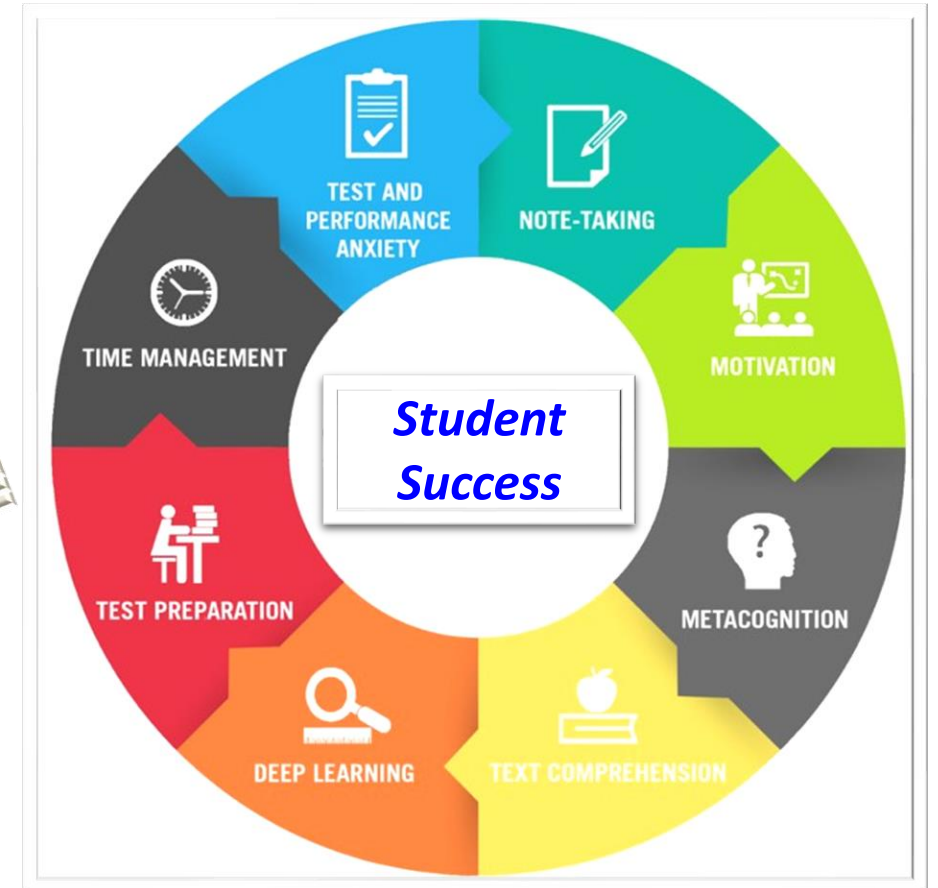 TEST AND
PERFORMANCE
ANXIETY
NOTE-TAKING
MOTIVATION
METACOGNITION
TEXT COMPREHENSION
DEEP LEARNING
TEST PREPARATION
TIME MANAGEMENT
Student
Success
?